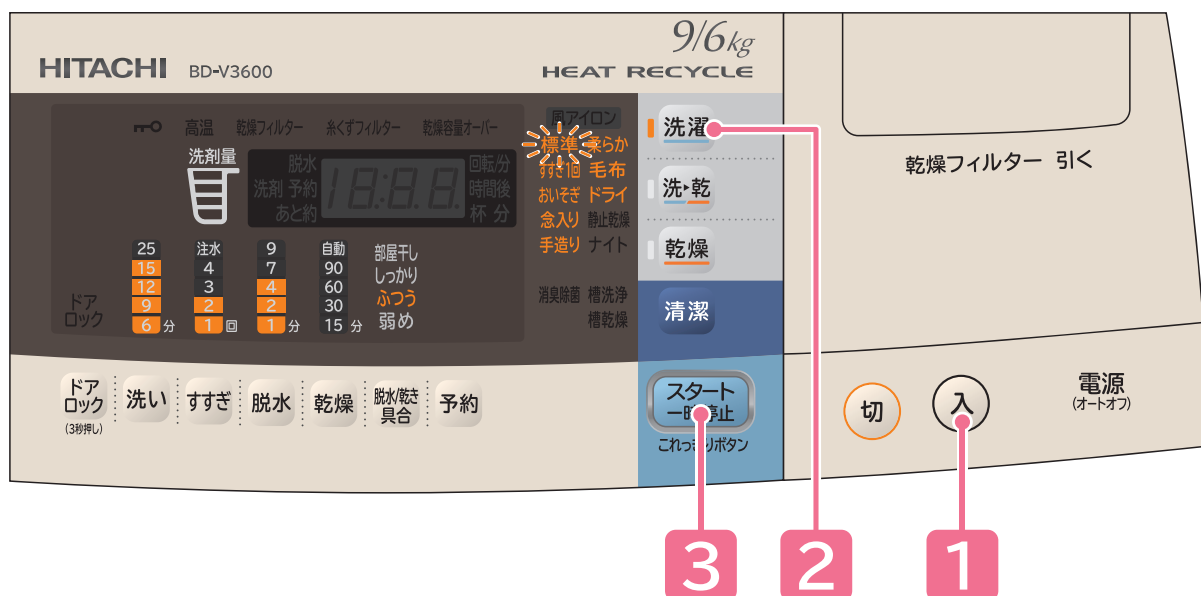 9/6kg
HITACHI BD-V3600
HEAT RECYCLE
高温 乾燥フィルター 糸くずフィルター 乾燥容量オーバー
洗剤量
脱水
洗剤 予約
あと約
18:8.8.
回転/分
時間後
杯 分
風アイロン
標準 柔らか
すすぎ1回 毛布
おいそぎ ドライ
念入り 静止乾燥
手造り ナイト
消臭除菌 槽洗浄
槽乾燥
25
15
12
9
6 分
注水
4
3
2
1 回
9
7
4
2
1 分
自動
90
60
30
15 分
部屋干し
しっかり
ふつう
弱め
ドア
ロック
洗濯
洗▸乾
乾燥
清潔
乾燥フィルター 引く
ドア
ロック
(3秒押し)
洗い
すすぎ
脱水
乾燥
脱水/乾き
具合
予約
スタート
一時停止
これっきりボタン
切
入
電源
(オートオフ)
3
2
1